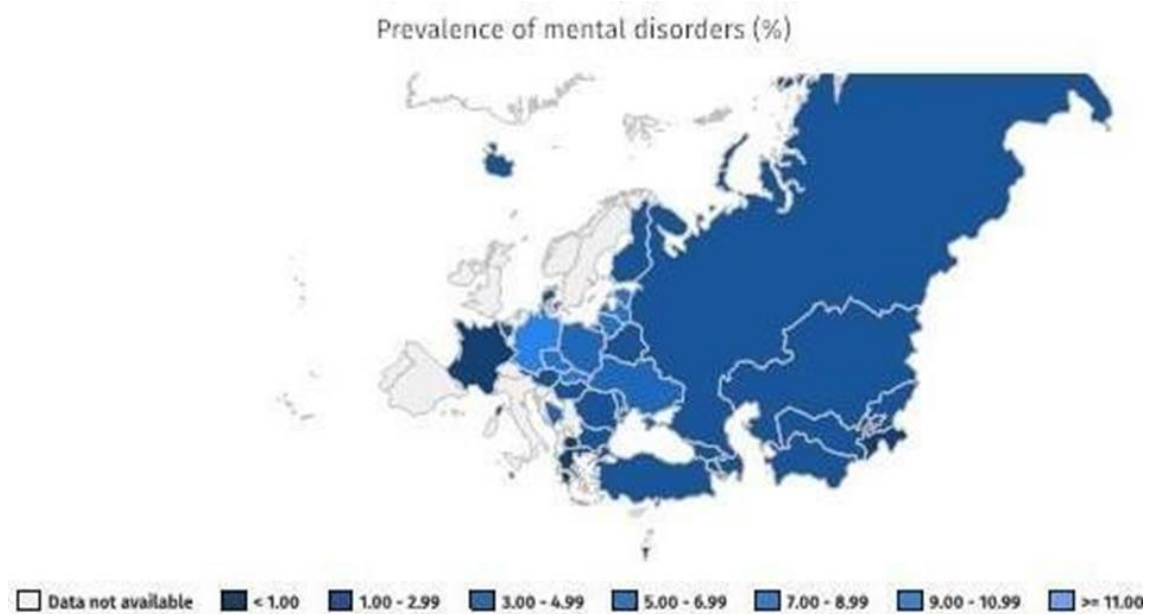 Prevalence of mental disorders (%)
Data not available < 1.00 1.00 - 2.99 3.00 - 4.99 5.00 - 6.99 7.00 - 8.99 9.00 - 10.99 >= 11.00